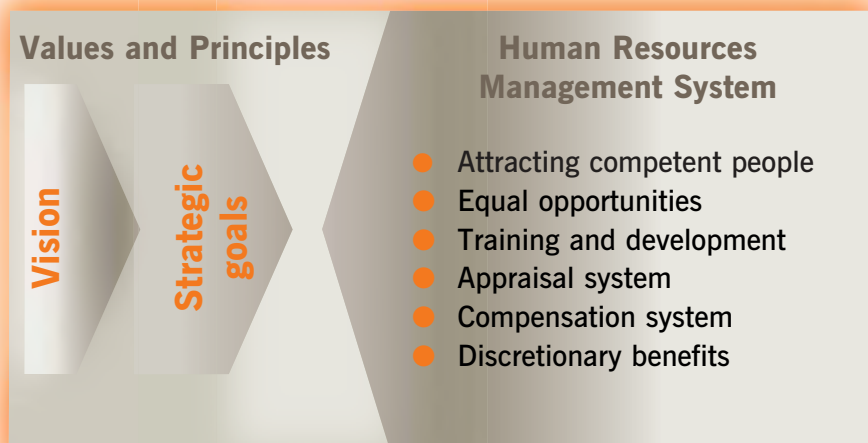 Values and Principles
Vision
Strategic
goals
Human Resources
Management System
Attracting competent people
Equal opportunities
Training and development
Appraisal system
Compensation system
Discretionary benefits